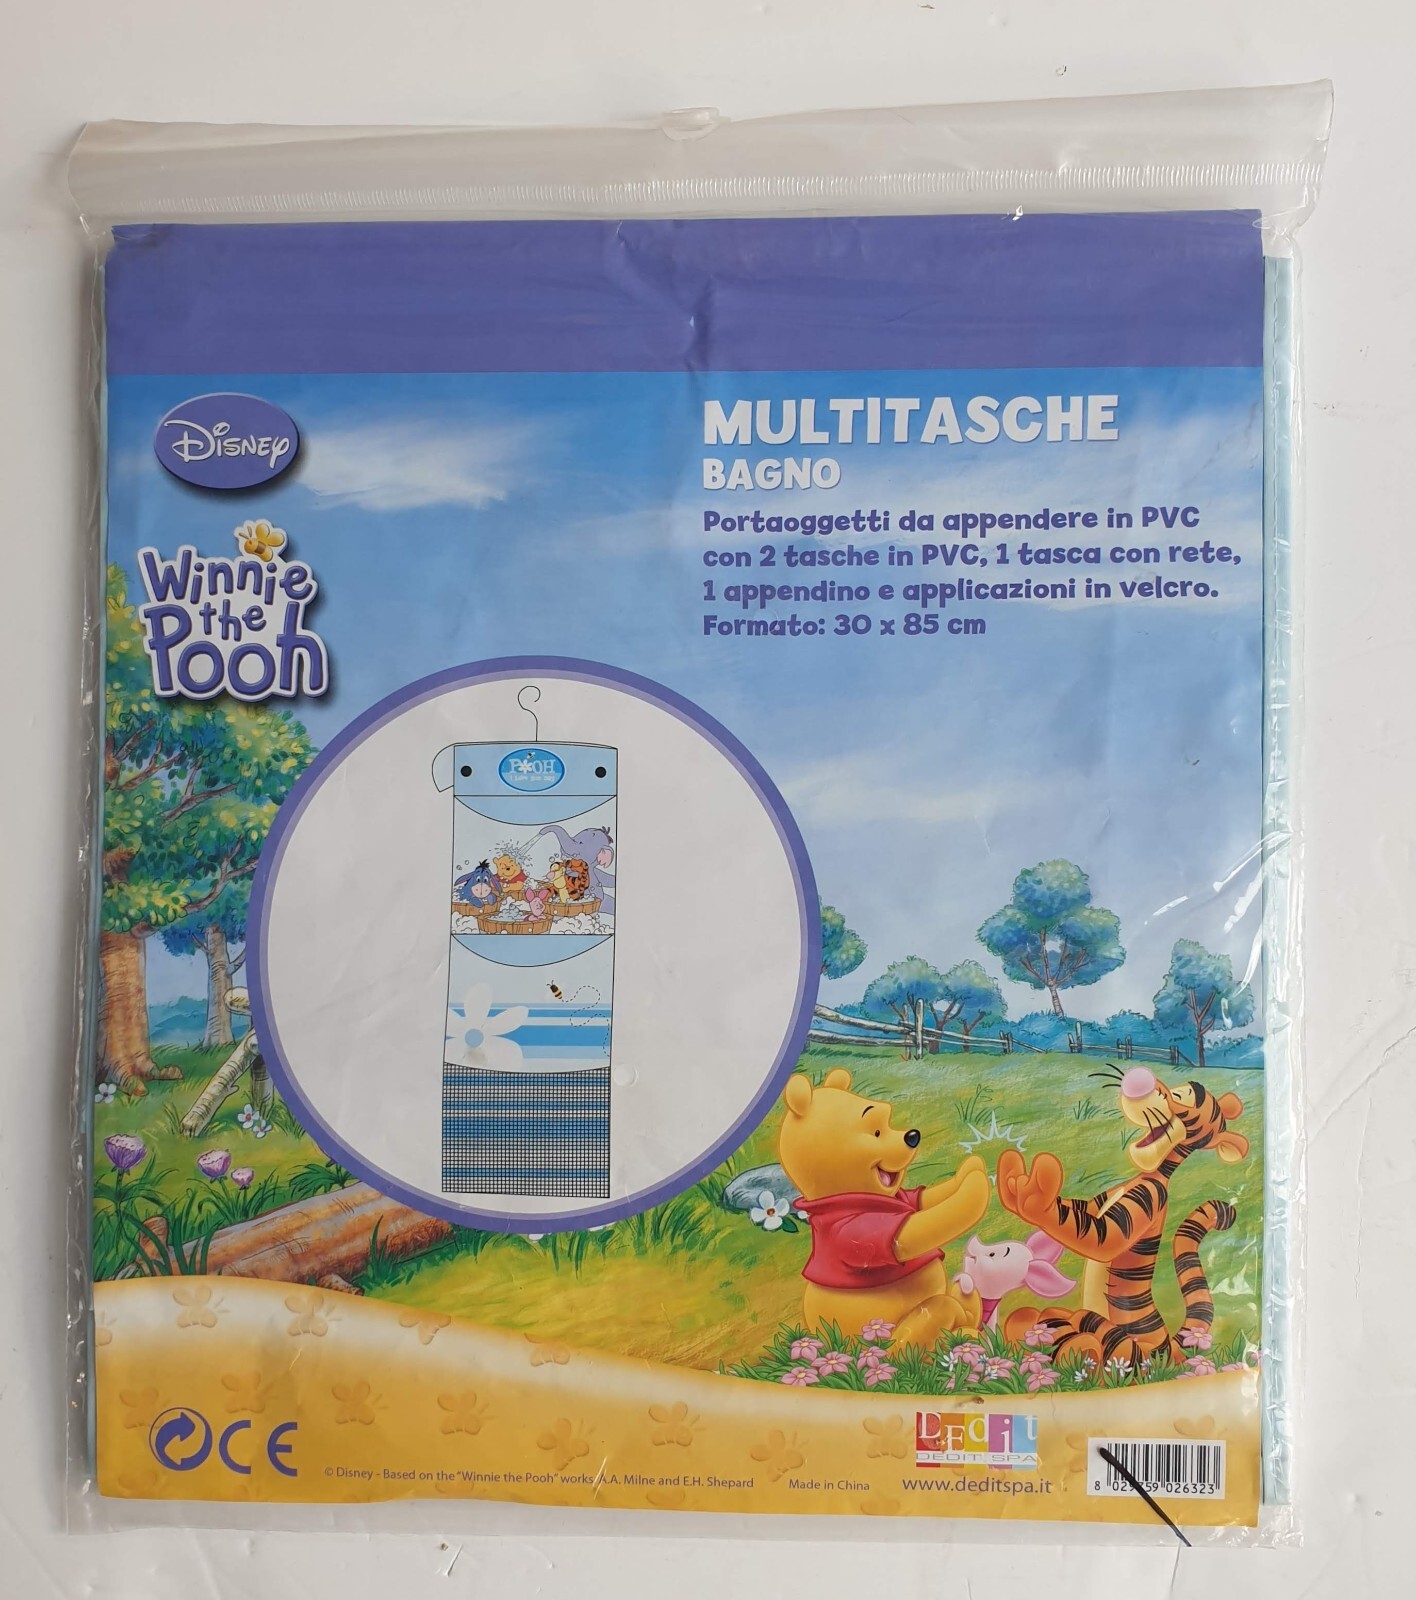 Disney
Winnie
the
Pooh
MULTITASCHE
BAGNO
Portaoggetti da appendere in PVC
con 2 tasche in PVC, 1 tasca con rete,
1 appendino e applicazioni in velcro.
Formato: 30 x 85 cm
POOH
CE
© Disney - Based on the "Winnie the Pooh" works A.A. Milne and E.H. Shepard
Made in China
DEdit
DEDIT SPA
www.deditspa.it
026323